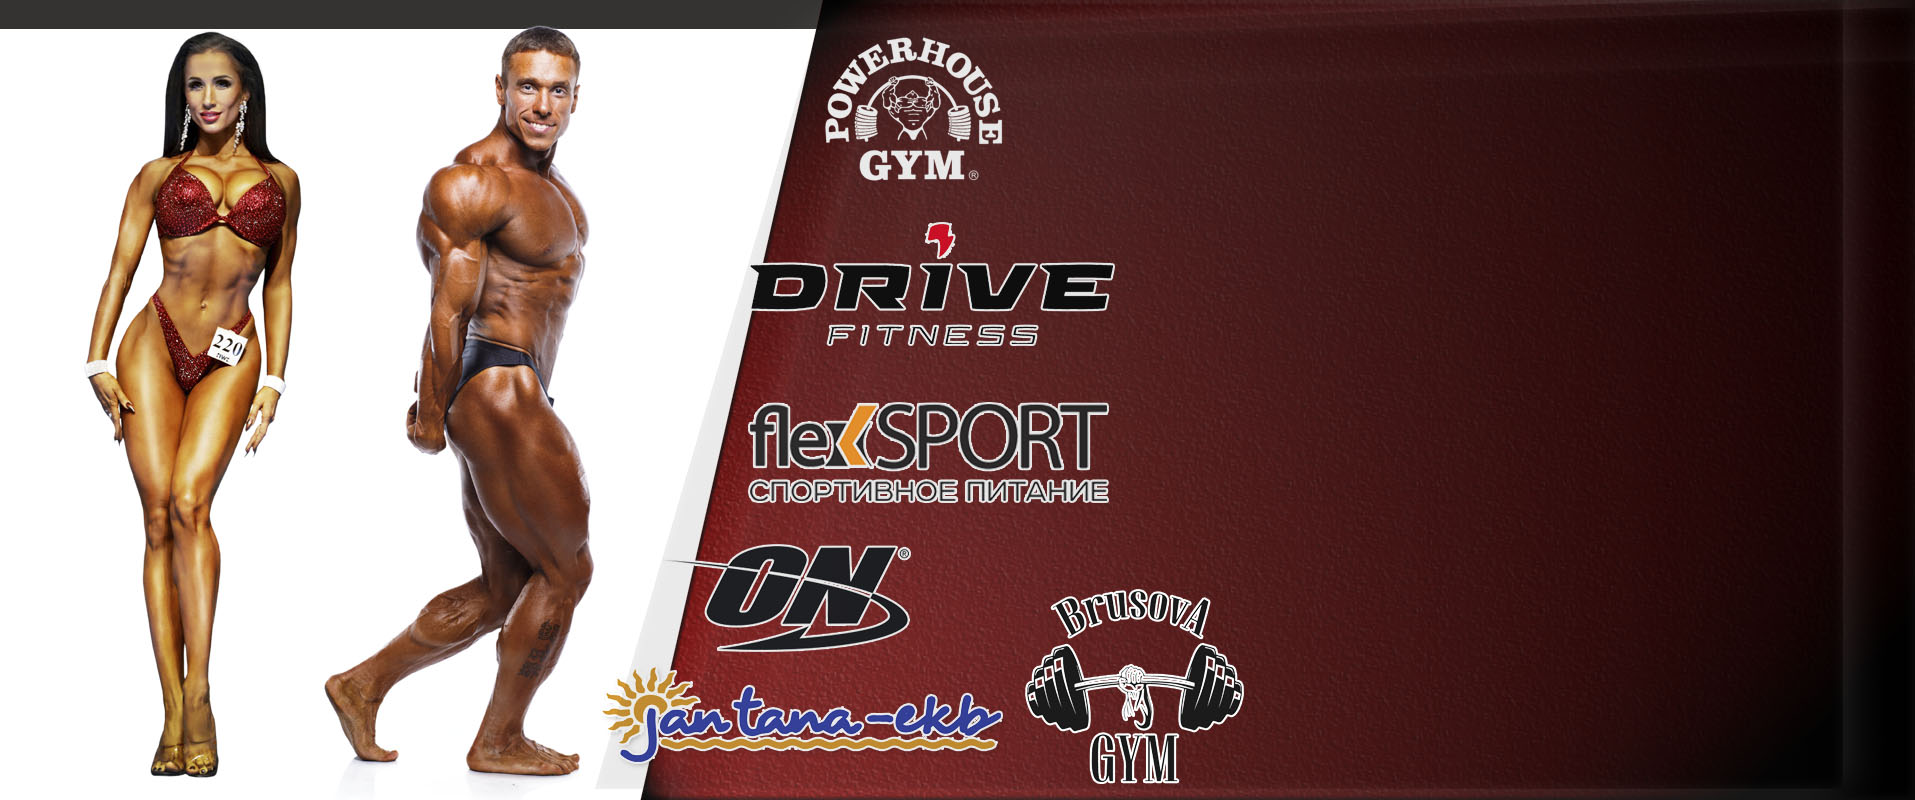 220
POWERHOUSE
GYM®
DRIVE
FITNESS
flexSPORT
СПОРТИВНОЕ ПИТАНИЕ
ON®
jantana-ekb
BrusovA
GYM